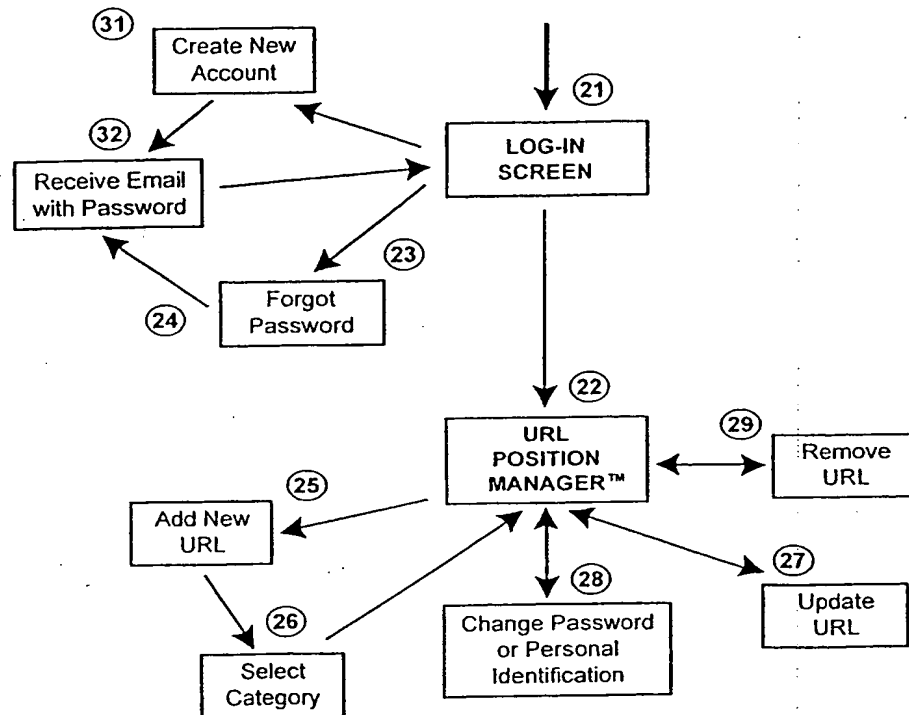 31
Create New
Account
21
LOG-IN
SCREEN
32
Receive Email
with Password
23
Forgot
Password
24
22
URL
POSITION
MANAGER™
29
Remove
URL
25
Add New
URL
27
Update
URL
28
Change Password
or Personal
Identification
26
Select
Category